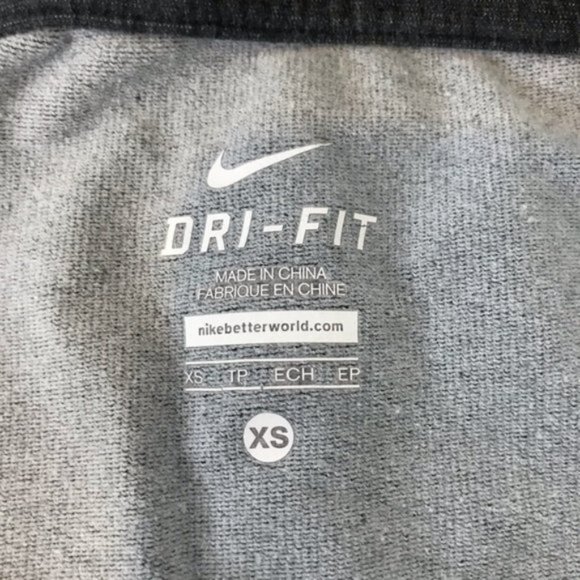 DRI-FIT
MADE IN CHINA
FABRIQUE EN CHINE
nikebetterworld.com
XS TP ECH EP
XS